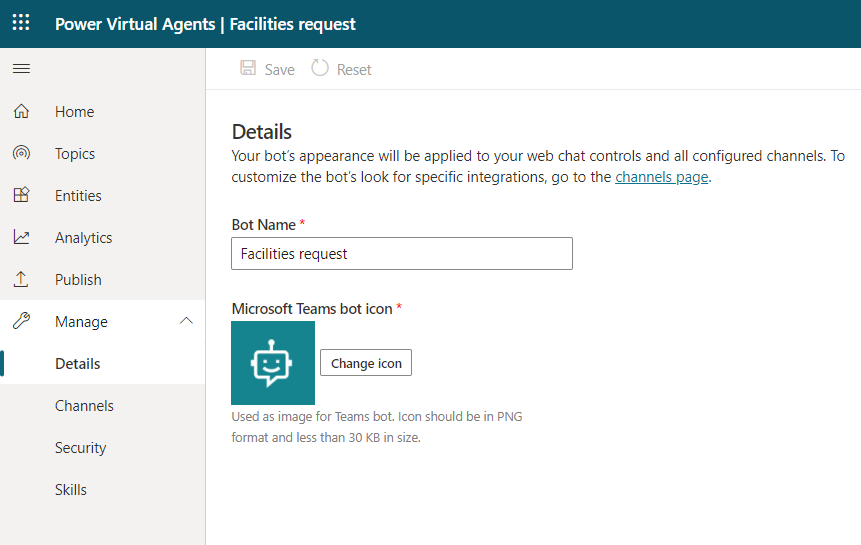 Power Virtual Agents | Facilities request
Save
Reset
Home
Topics
Entities
Analytics
Publish
Manage
Details
Channels
Security
Skills
Details
Your bot's appearance will be applied to your web chat controls and all configured channels. To
customize the bot's look for specific integrations, go to the channels page.
Bot Name *
Facilities request
Microsoft Teams bot icon *
Change icon
Used as image for Teams bot. Icon should be in PNG
format and less than 30 KB in size.